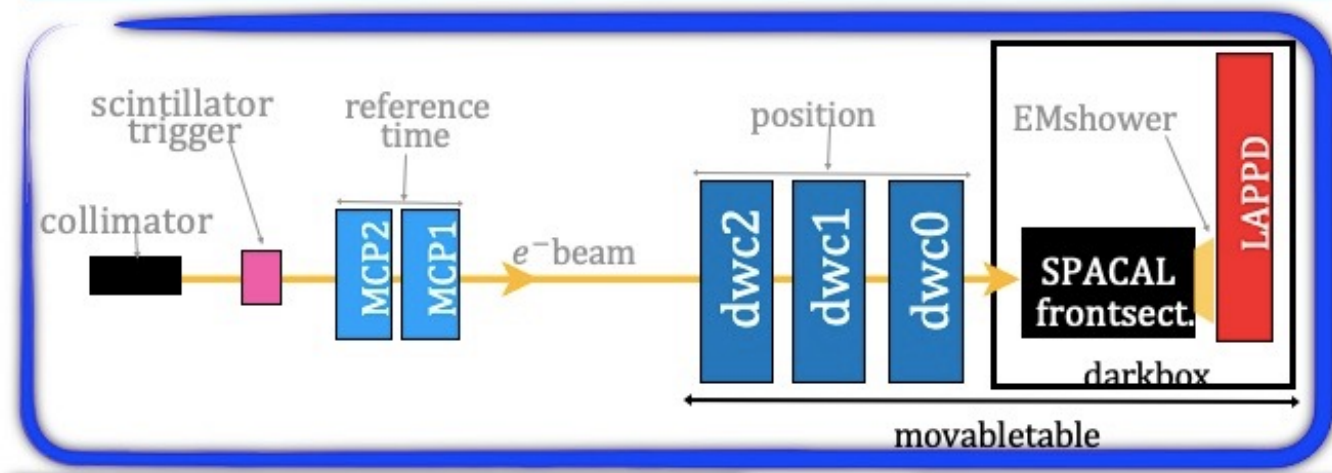 scintillator
trigger
reference
time
position
EMshower
collimator
MCP2
MCP1
e⁻beam
dwc2
dwc1
dwc0
SPACAL
frontsect.
LAPPD
darkbox
movabletable